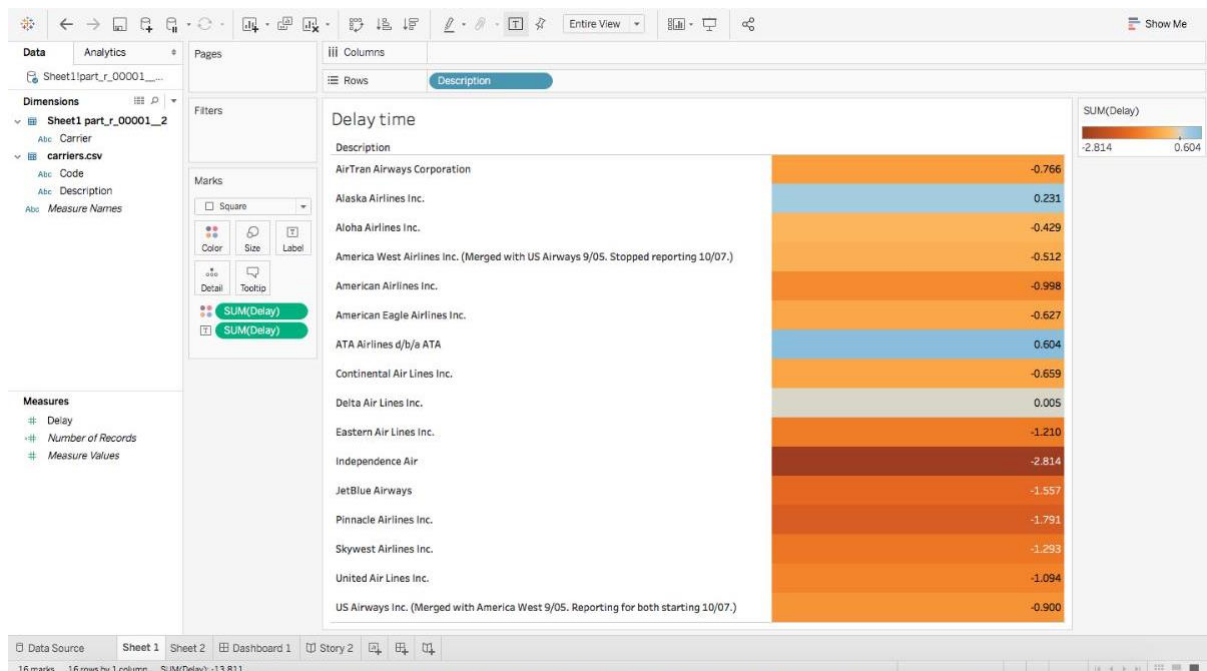 Entire View
Show Me
Data Analytics
Sheet1!part_r_00001__...
Dimensions
Sheet1 part_r_00001__2
Abc Carrier
carriers.csv
Abc Code
Abc Description
Abc Measure Names
Measures
# Delay
=# Number of Records
# Measure Values
Pages
Filters
Marks
Square
Color Size Label
Detail Tooltip
SUM(Delay)
T SUM(Delay)
iii Columns
Rows Description
Delay time
Description
AirTran Airways Corporation -0.766
Alaska Airlines Inc. 0.231
Aloha Airlines Inc. -0.429
America West Airlines Inc. (Merged with US Airways 9/05. Stopped reporting 10/07.) -0.512
American Airlines Inc. -0.998
American Eagle Airlines Inc. -0.627
ATA Airlines d/b/a ATA 0.604
Continental Air Lines Inc. -0.659
Delta Air Lines Inc. 0.005
Eastern Air Lines Inc. -1.210
Independence Air -2.814
JetBlue Airways -1.557
Pinnacle Airlines Inc. -1.791
Skywest Airlines Inc. -1.293
United Air Lines Inc. -1.094
US Airways Inc. (Merged with America West 9/05. Reporting for both starting 10/07.) -0.900
SUM(Delay)
-2.814 0.604
Data Source Sheet 1 Sheet 2 Dashboard 1 Story 2
16 marks 16 rows by 1 column SUM(Delay): -13.811